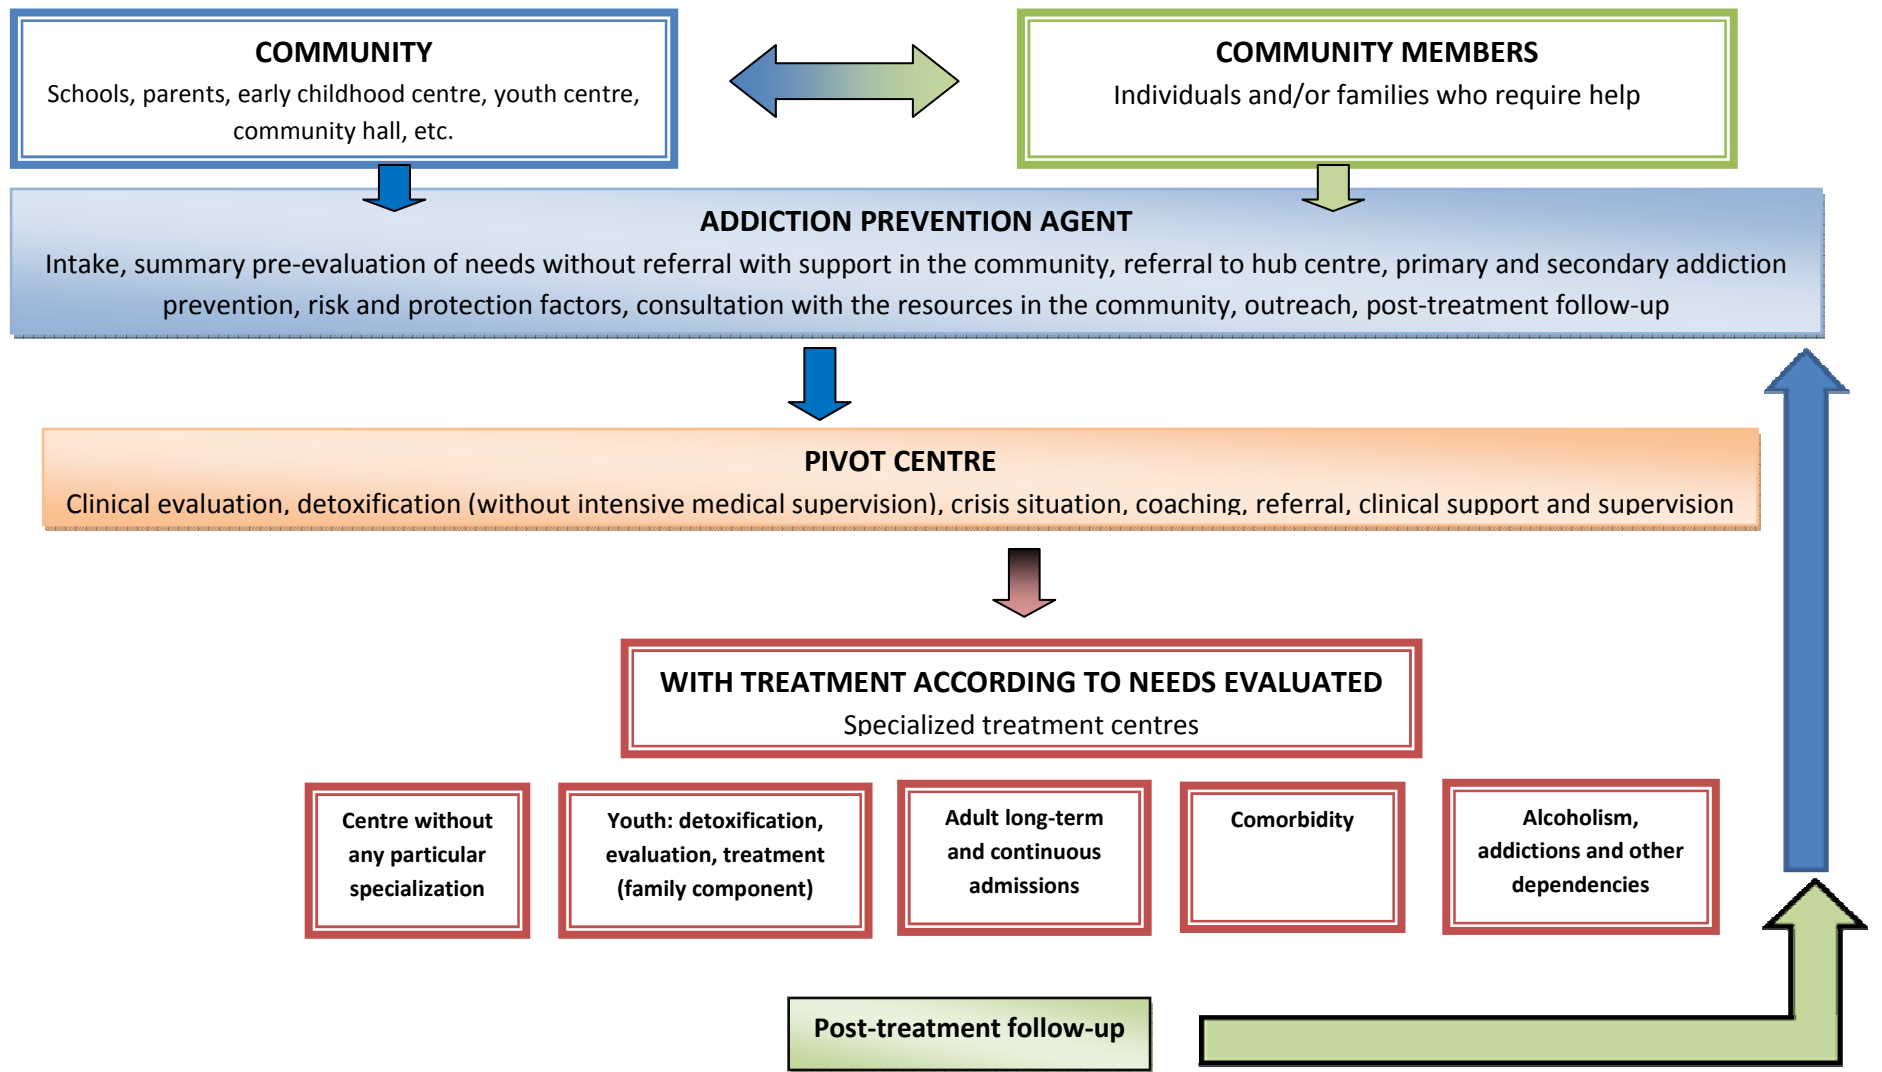 COMMUNITY
Schools, parents, early childhood centre, youth centre,
community hall, etc.
COMMUNITY MEMBERS
Individuals and/or families who require help
ADDICTION PREVENTION AGENT
Intake, summary pre-evaluation of needs without referral with support in the community, referral to hub centre, primary and secondary addiction
prevention, risk and protection factors, consultation with the resources in the community, outreach, post-treatment follow-up
PIVOT CENTRE
Clinical evaluation, detoxification (without intensive medical supervision), crisis situation, coaching, referral, clinical support and supervision
WITH TREATMENT ACCORDING TO NEEDS EVALUATED
Specialized treatment centres
Centre without
any particular
specialization
Youth: detoxification,
evaluation, treatment
(family component)
Adult long-term
and continuous
admissions
Comorbidity
Alcoholism,
addictions and other
dependencies
Post-treatment follow-up